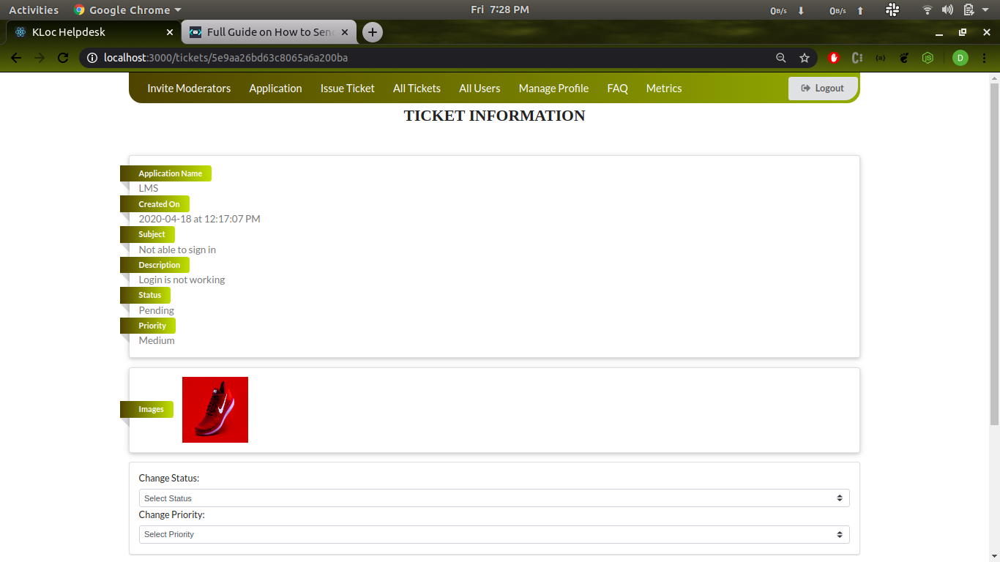 Activities Google Chrome Fri 7:28 PM 0B/s 0B/s
KLoc Helpdesk Full Guide on How to Send
localhost:3000/tickets/5e9aa26bd63c8065a6a200ba D
Invite Moderators Application Issue Ticket All Tickets All Users Manage Profile FAQ Metrics Logout
TICKET INFORMATION
Application Name
LMS
Created On
2020-04-18 at 12:17:07 PM
Subject
Not able to sign in
Description
Login is not working
Status
Pending
Priority
Medium
Images
Change Status:
Select Status
Change Priority:
Select Priority